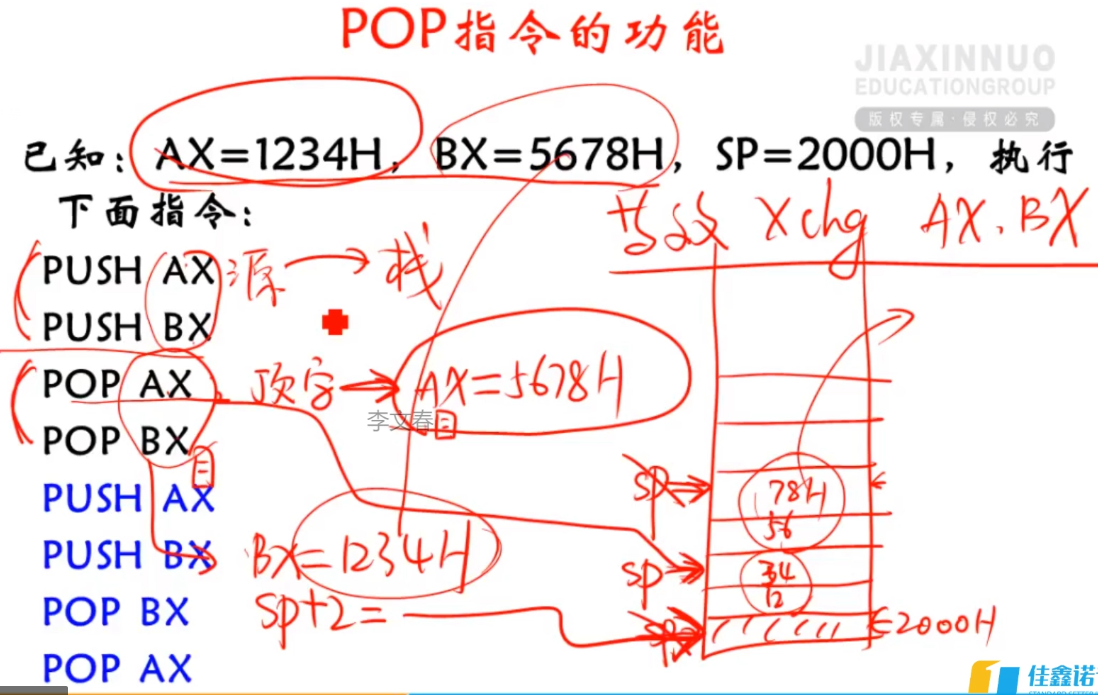 POP指令的功能
JIAXINNUO
EDUCATIONGROUP
版权专属·侵权必究
已知：AX=1234H，BX=5678H，SP=2000H，执行
下面指令：
等效 Xchg AX、BX
PUSH AX 源 → 栈
PUSH BX
POP AX 顶字 → AX=5678H
李文春 目
POP BX
目
PUSH AX
PUSH BX BX=1234H
POP BX SP+2=
POP AX
SP
78H
56
SP
34
12
SP
2000H
佳鑫诺